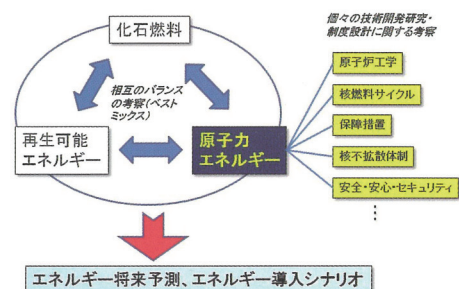 化石燃料
個々の技術開発研究・
制度設計に関する考察
相互のバランス
の考察(ベスト
ミックス)
再生可能
エネルギー
原子力
エネルギー
原子炉工学
核燃料サイクル
保障措置
核不拡散体制
安全・安心・セキュリティ
⋮
エネルギー将来予測、エネルギー導入シナリオ